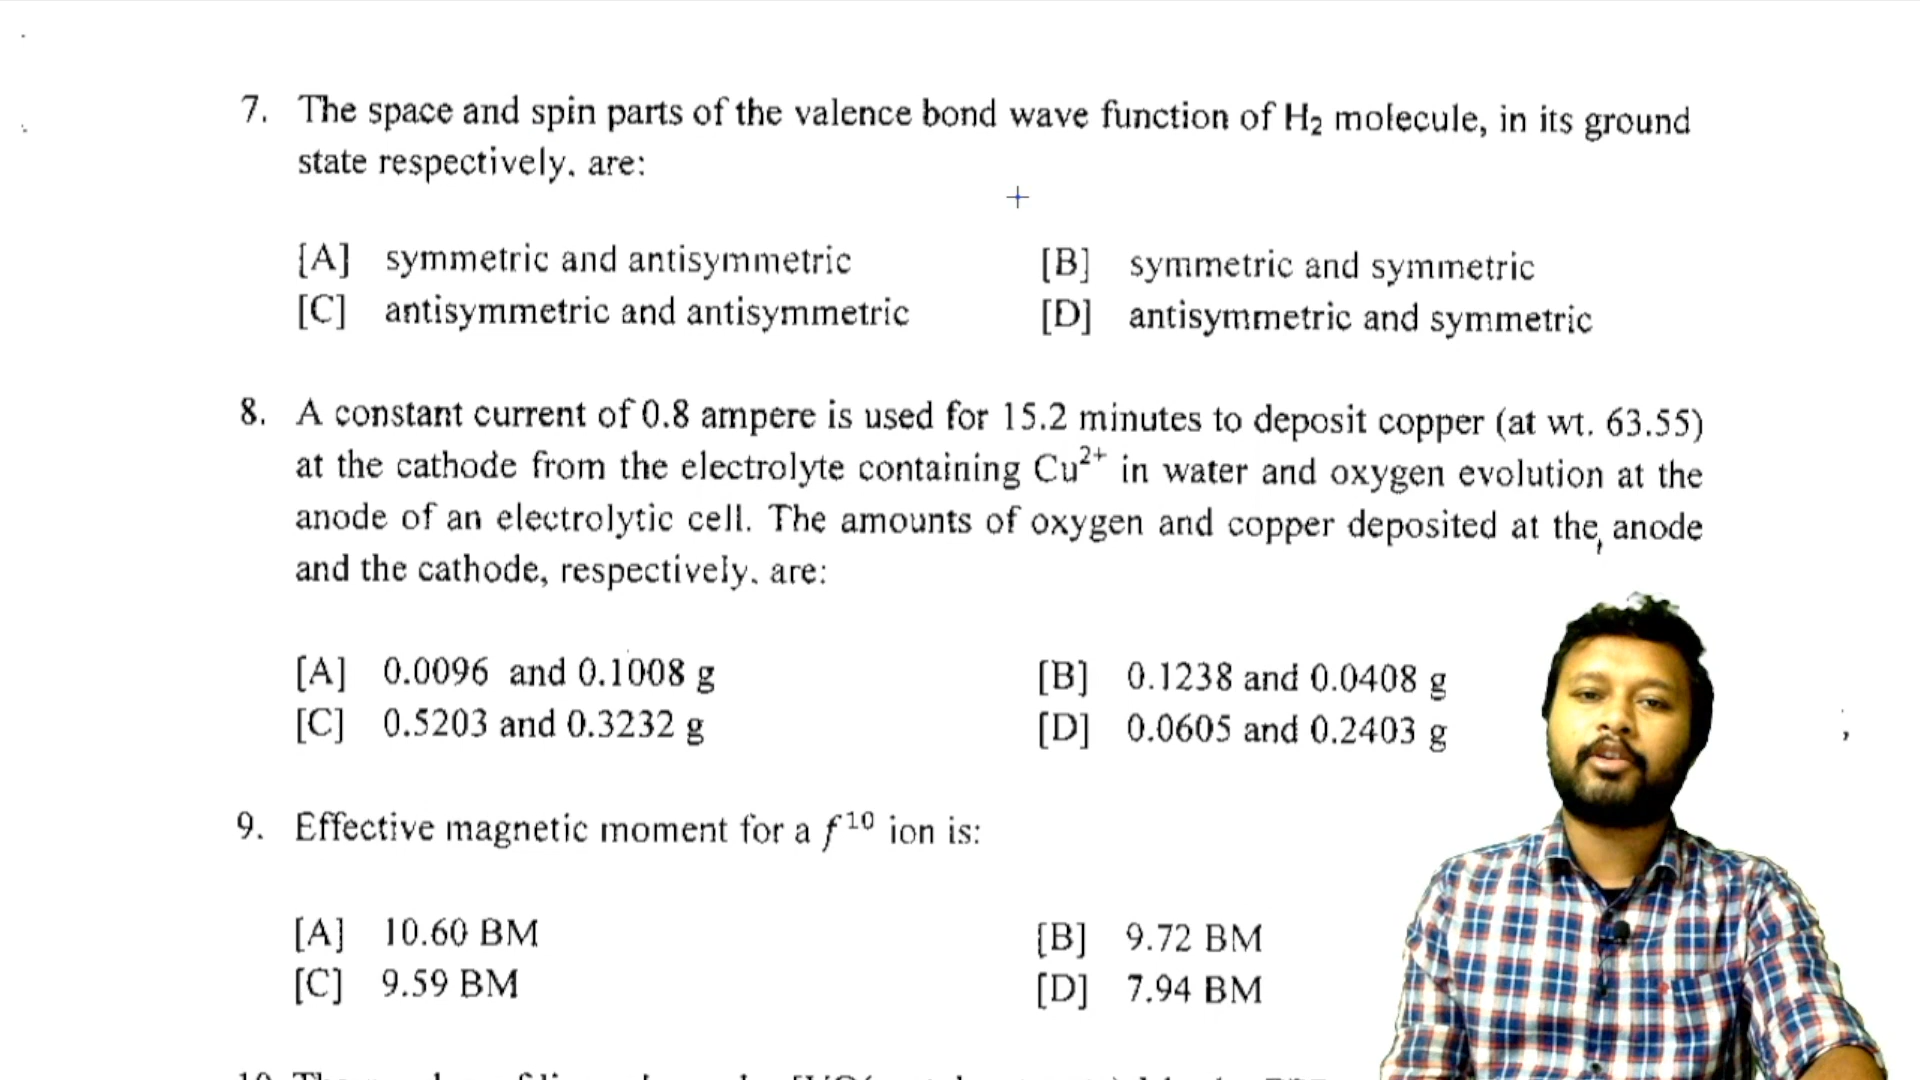 7. The space and spin parts of the valence bond wave function of H₂ molecule, in its ground
state respectively. are:
[A] symmetric and antisymmetric [B] symmetric and symmetric
[C] antisymmetric and antisymmetric [D] antisymmetric and symmetric
8. A constant current of 0.8 ampere is used for 15.2 minutes to deposit copper (at wt. 63.55)
at the cathode from the electrolyte containing Cu²⁺ in water and oxygen evolution at the
anode of an electrolytic cell. The amounts of oxygen and copper deposited at the anode
and the cathode, respectively. are:
[A] 0.0096 and 0.1008 g [B] 0.1238 and 0.0408 g
[C] 0.5203 and 0.3232 g [D] 0.0605 and 0.2403 g
9. Effective magnetic moment for a f¹⁰ ion is:
[A] 10.60 BM [B] 9.72 BM
[C] 9.59 BM [D] 7.94 BM